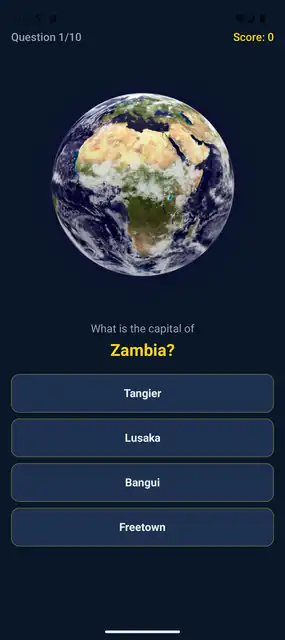 Question 1/10
Score: 0
What is the capital of
Zambia?
Tangier
Lusaka
Bangui
Freetown